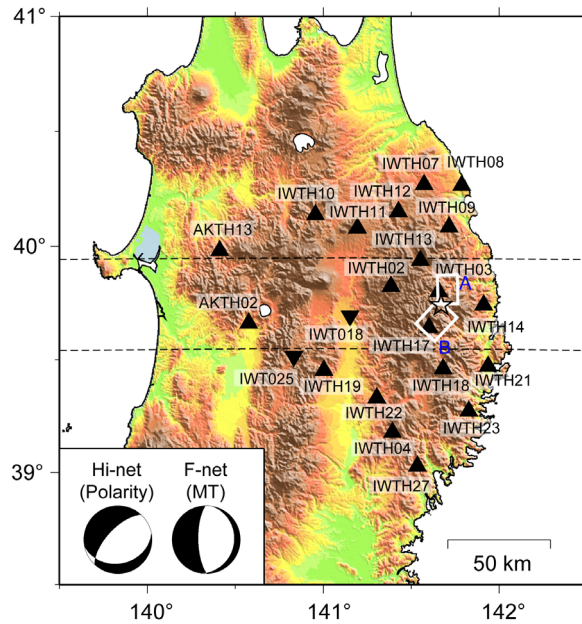 41°
IWTH07
IWTH08
IWTH10
IWTH12
IWTH09
IWTH11
AKTH13
40°
IWTH13
IWTH02
IWTH03
A
AKTH02
IWT018
IWTH14
IWTH17
B
IWT025
IWTH19
IWTH18
IWTH21
IWTH22
IWTH23
IWTH04
39°
IWTH27
Hi-net
(Polarity)
F-net
(MT)
50 km
140°
141°
142°